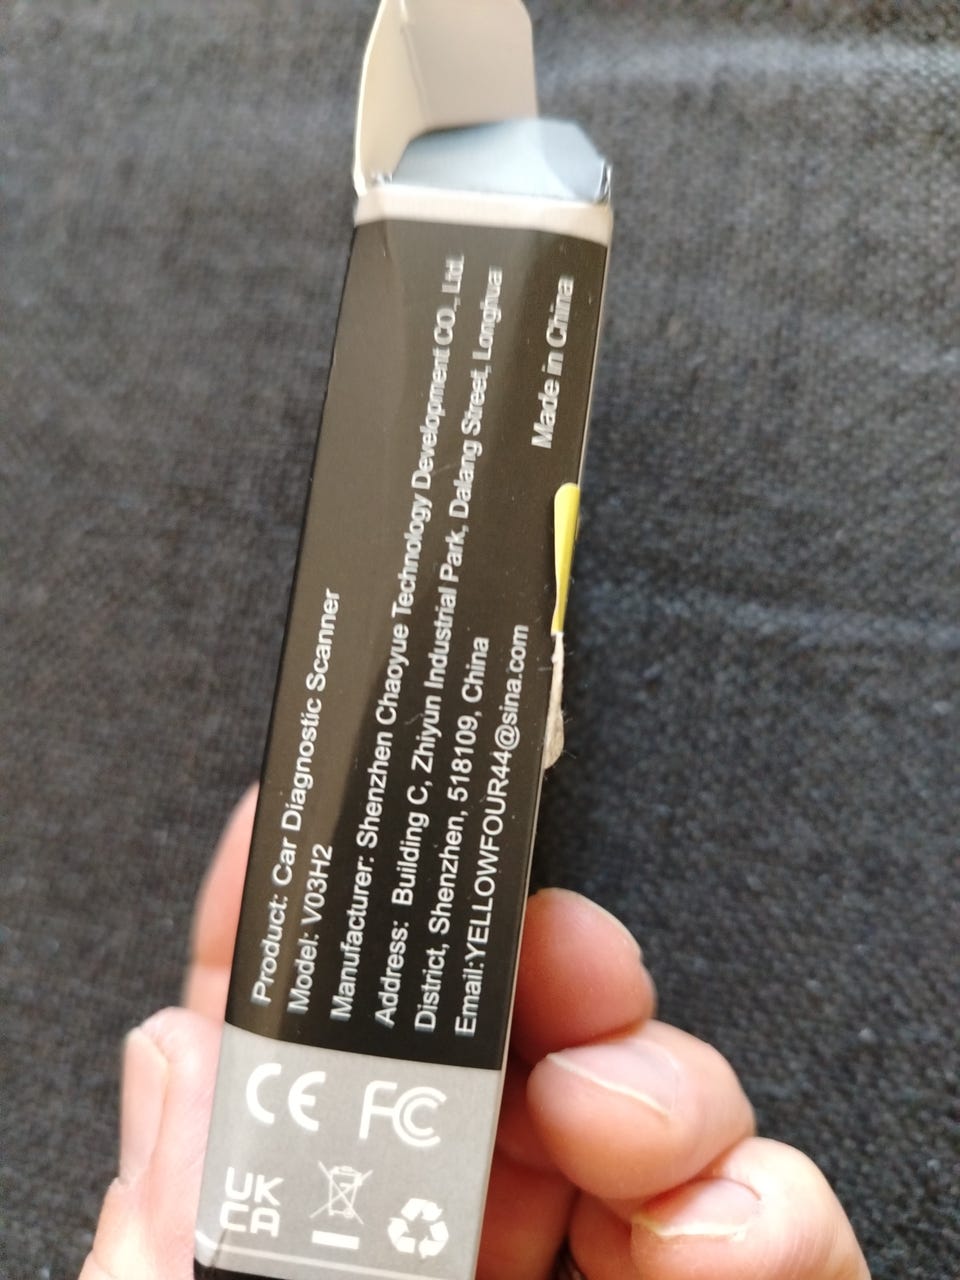 Product: Car Diagnostic Scanner
Model: V03H2
Manufacturer: Shenzhen Chaoyue Technology Development CO., Ltd.
Address: Building C, Zhiyun Industrial Park, Dalang Street, Longhua
District, Shenzhen, 518109, China
Email:YELLOWFOUR44@sina.com
Made in China
CE FC
UK
CA